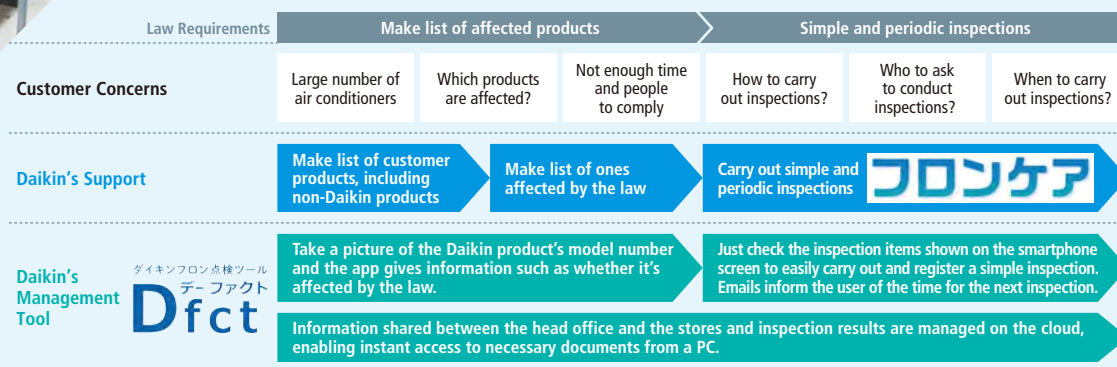 Law Requirements
Make list of affected products
Simple and periodic inspections
Customer Concerns
Large number of
air conditioners
Which products
are affected?
Not enough time
and people
to comply
How to carry
out inspections?
Who to ask
to conduct
inspections?
When to carry
out inspections?
Daikin's Support
Make list of customer
products, including
non-Daikin products
Make list of ones
affected by the law
Carry out simple and
periodic inspections
フロンケア
Daikin's
Management
Tool
ダイキンフロン点検ツール
デーファクト
Dfct
Take a picture of the Daikin product's model number
and the app gives information such as whether it's
affected by the law.
Just check the inspection items shown on the smartphone
screen to easily carry out and register a simple inspection.
Emails inform the user of the time for the next inspection.
Information shared between the head office and the stores and inspection results are managed on the cloud,
enabling instant access to necessary documents from a PC.